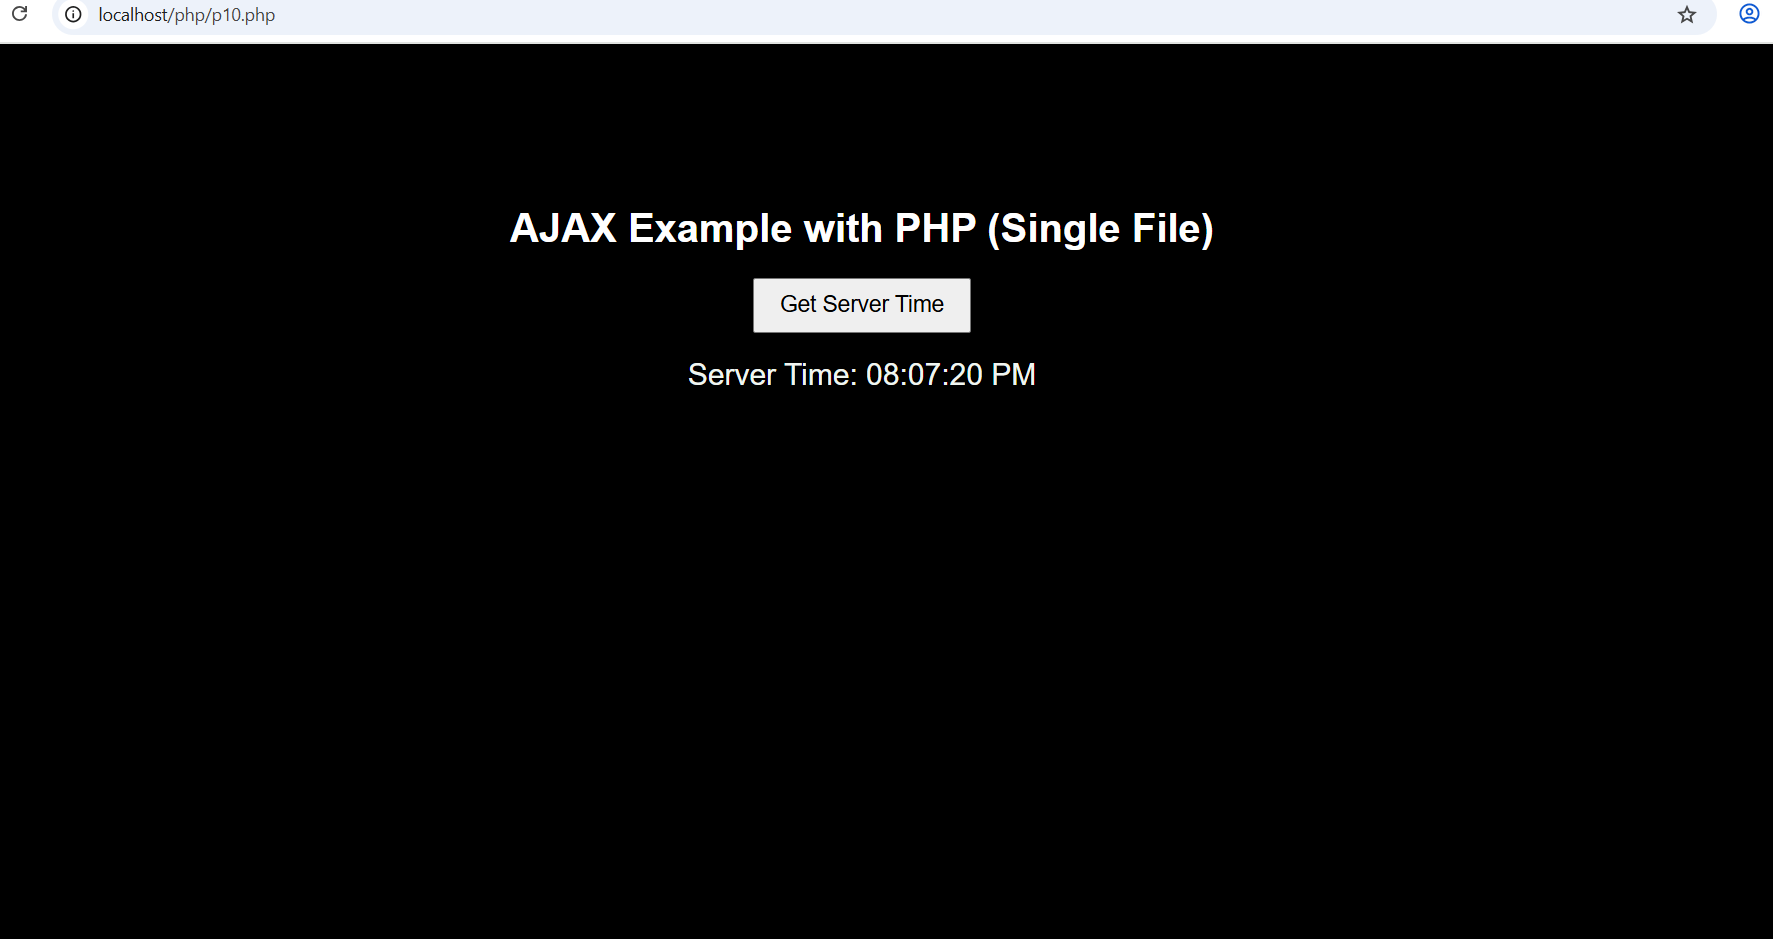 localhost/php/p10.php
AJAX Example with PHP (Single File)
Get Server Time
Server Time: 08:07:20 PM